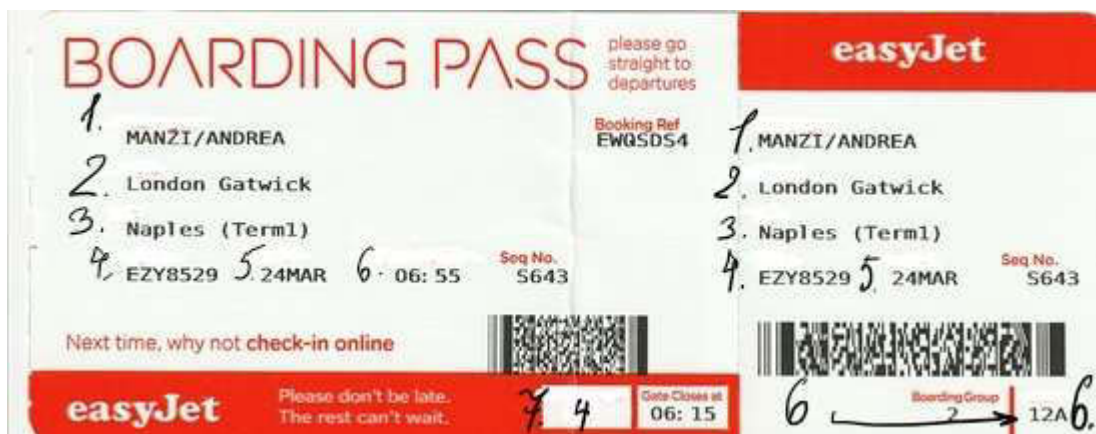 BOARDING PASS
please go
straight to
departures
Booking Ref
EWQSDS4
1. MANZI/ANDREA
2. London Gatwick
3. Naples (Term1)
4. EZY8529 5. 24MAR 6. 06: 55
Seq No.
S643
Next time, why not check-in online
easyJet
Please don't be late.
The rest can't wait.
7. 4
Gate Closes at
06: 15
easyJet
1. MANZI/ANDREA
2. London Gatwick
3. Naples (Term1)
4. EZY8529 5. 24MAR
Seq No.
S643
6
Boarding Group
2
12A 6.